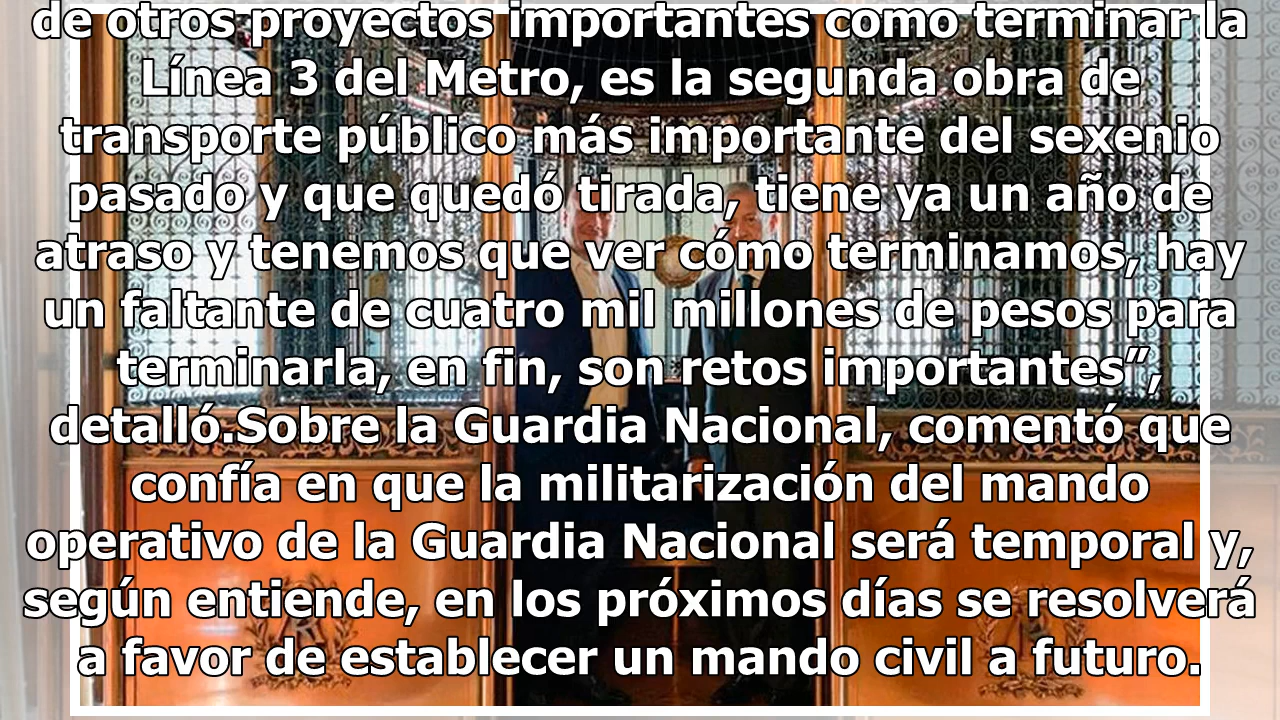 de otros proyectos importantes como terminar la
Línea 3 del Metro, es la segunda obra de
transporte público más importante del sexenio
pasado y que quedó tirada, tiene ya un año de
atraso y tenemos que ver cómo terminamos, hay
un faltante de cuatro mil millones de pesos para
terminarla, en fin, son retos importantes”,
detalló.Sobre la Guardia Nacional, comentó que
confía en que la militarización del mando
operativo de la Guardia Nacional será temporal y,
según entiende, en los próximos días se resolverá
a favor de establecer un mando civil a futuro.